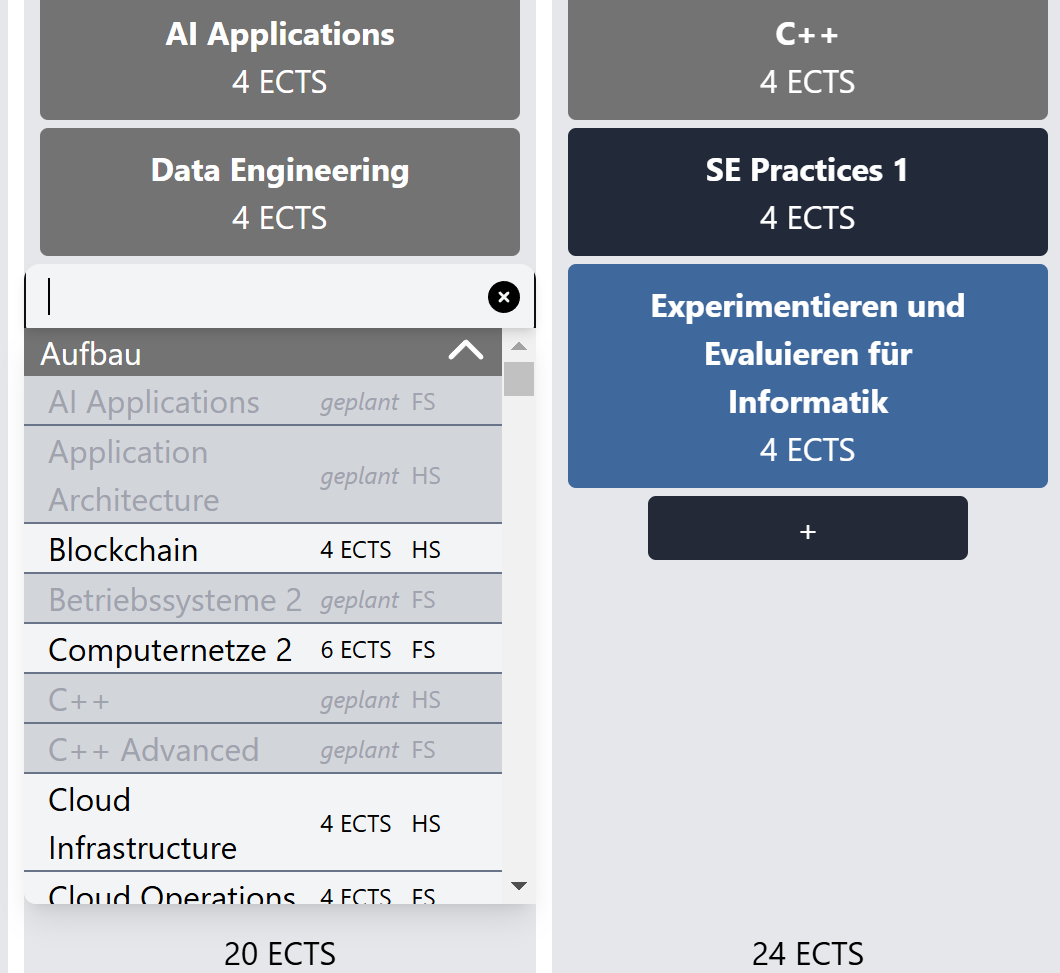 AI Applications
4 ECTS
Data Engineering
4 ECTS
Aufbau
AI Applications geplant FS
Application
Architecture
geplant HS
Blockchain 4 ECTS HS
Betriebssysteme 2 geplant FS
Computernetze 2 6 ECTS FS
C++ geplant HS
C++ Advanced geplant FS
Cloud
Infrastructure
4 ECTS HS
Cloud Operations 4 ECTS FS
20 ECTS
C++
4 ECTS
SE Practices 1
4 ECTS
Experimentieren und
Evaluieren für
Informatik
4 ECTS
+
24 ECTS